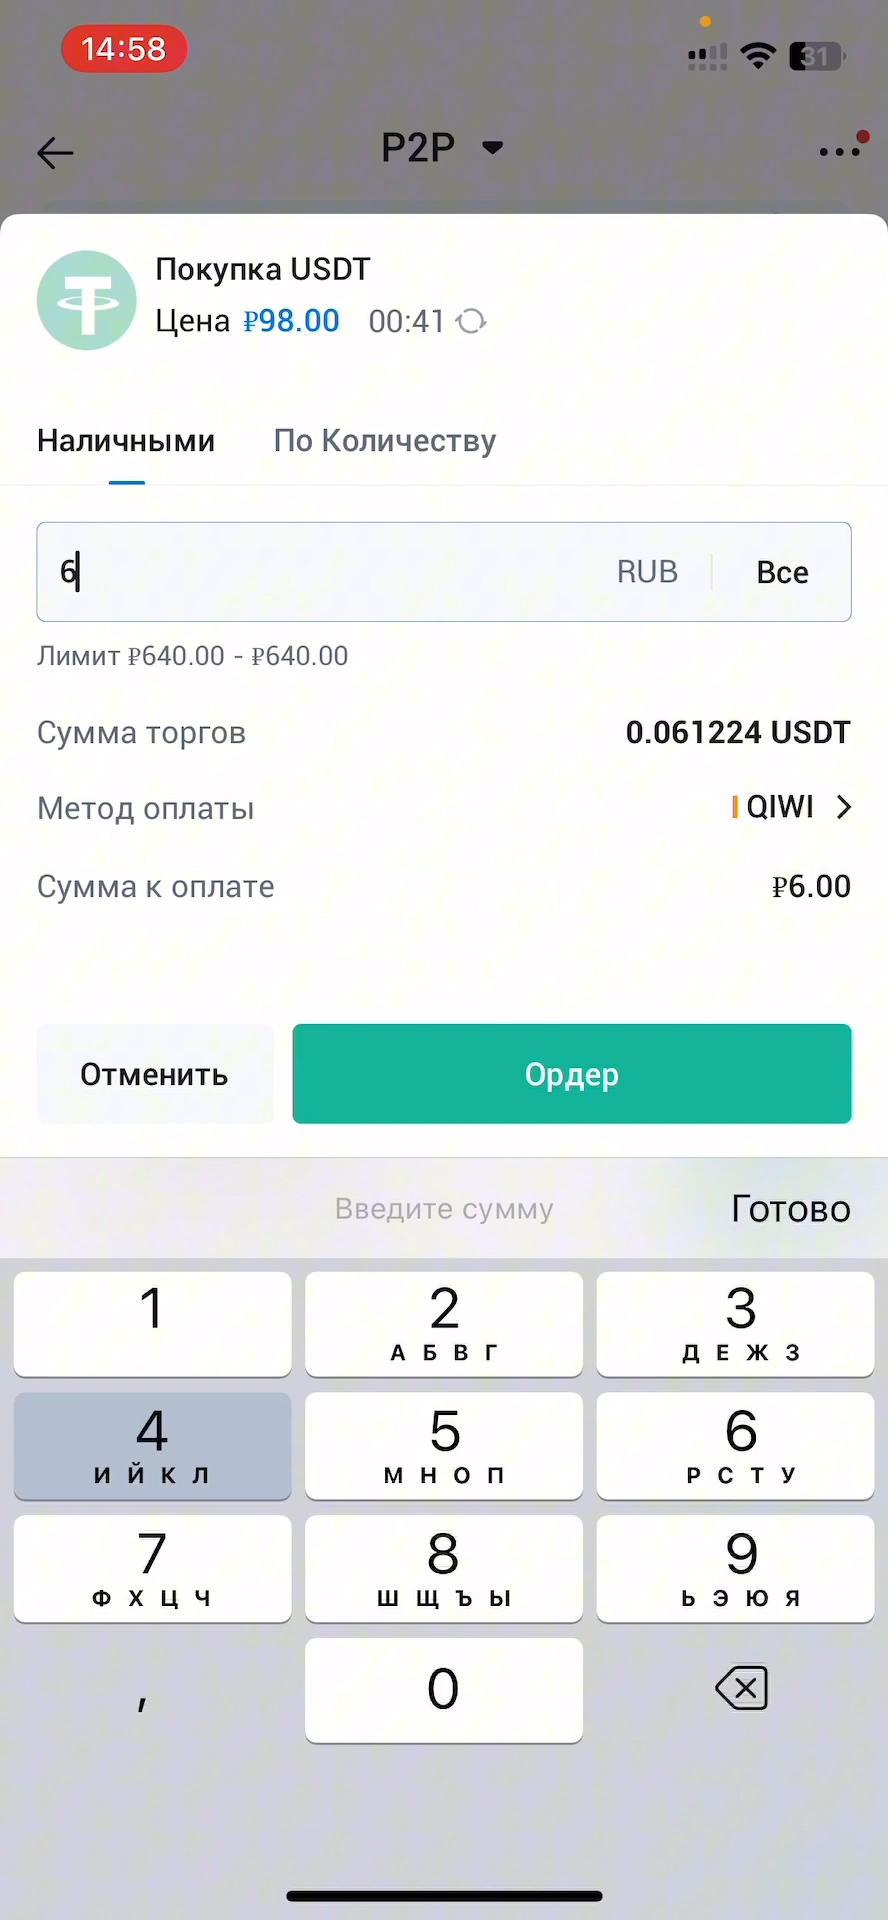 14:58
31
P2P
Покупка USDT
Цена ₽98.00 00:41
Наличными По Количеству
6 RUB Все
Лимит ₽640.00 - ₽640.00
Сумма торгов 0.061224 USDT
Метод оплаты QIWI
Сумма к оплате ₽6.00
Отменить Ордер
Введите сумму Готово
1 2 3
А Б В Г Д Е Ж З
4 5 6
И Й К Л М Н О П Р С Т У
7 8 9
Ф Х Ц Ч Ш Щ Ъ Ы Ь Э Ю Я
, 0